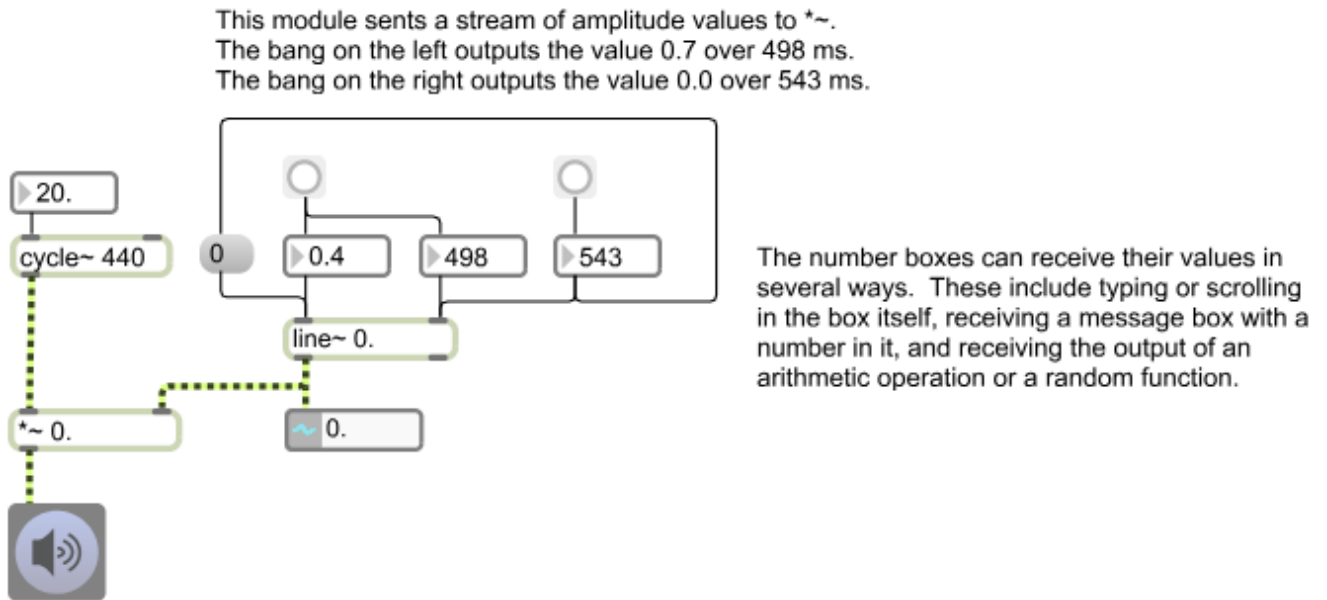 This module sents a stream of amplitude values to *~.
The bang on the left outputs the value 0.7 over 498 ms.
The bang on the right outputs the value 0.0 over 543 ms.
20.
cycle~ 440
0
0.4
498
543
line~ 0.
*~ 0.
0.
The number boxes can receive their values in
several ways.  These include typing or scrolling
in the box itself, receiving a message box with a
number in it, and receiving the output of an
arithmetic operation or a random function.